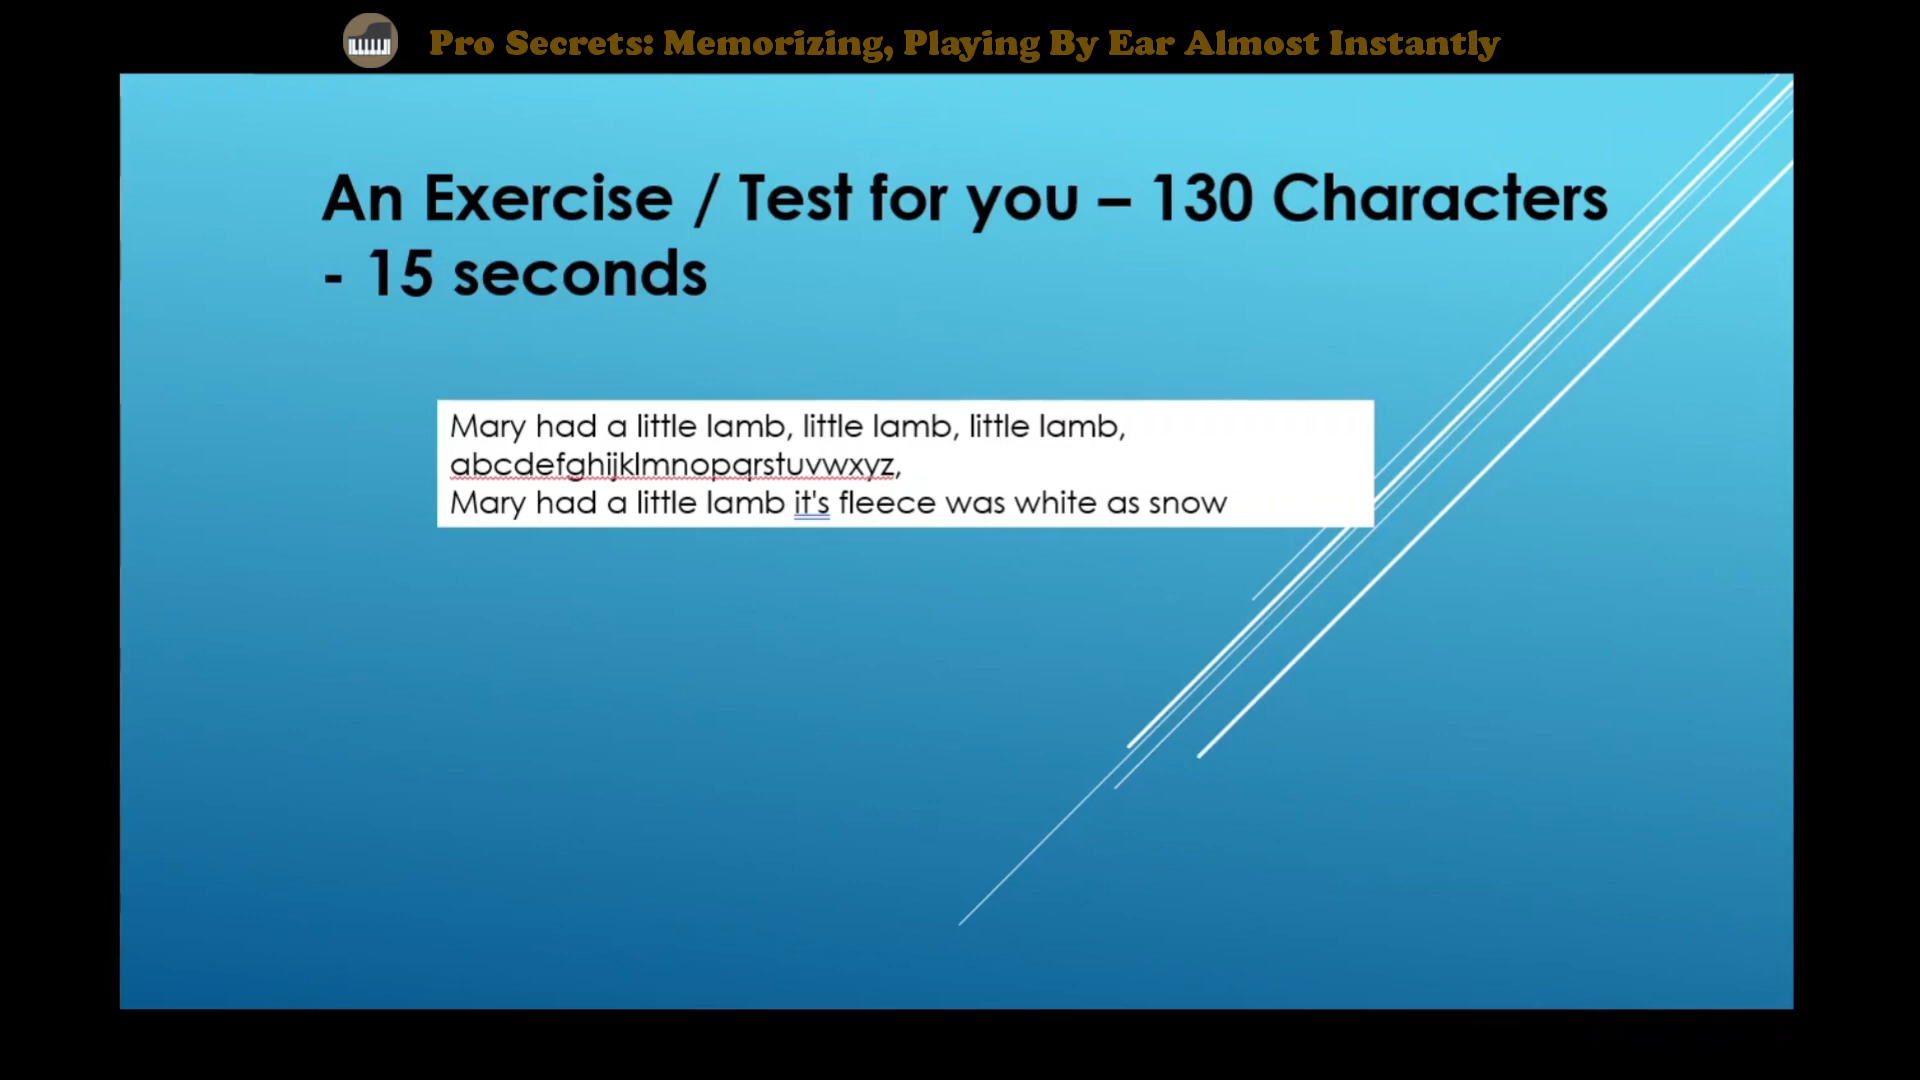 Pro Secrets: Memorizing, Playing By Ear Almost Instantly
An Exercise / Test for you – 130 Characters
- 15 seconds
Mary had a little lamb, little lamb, little lamb,
abcdefghijklmnopqrstuvwxyz,
Mary had a little lamb it's fleece was white as snow